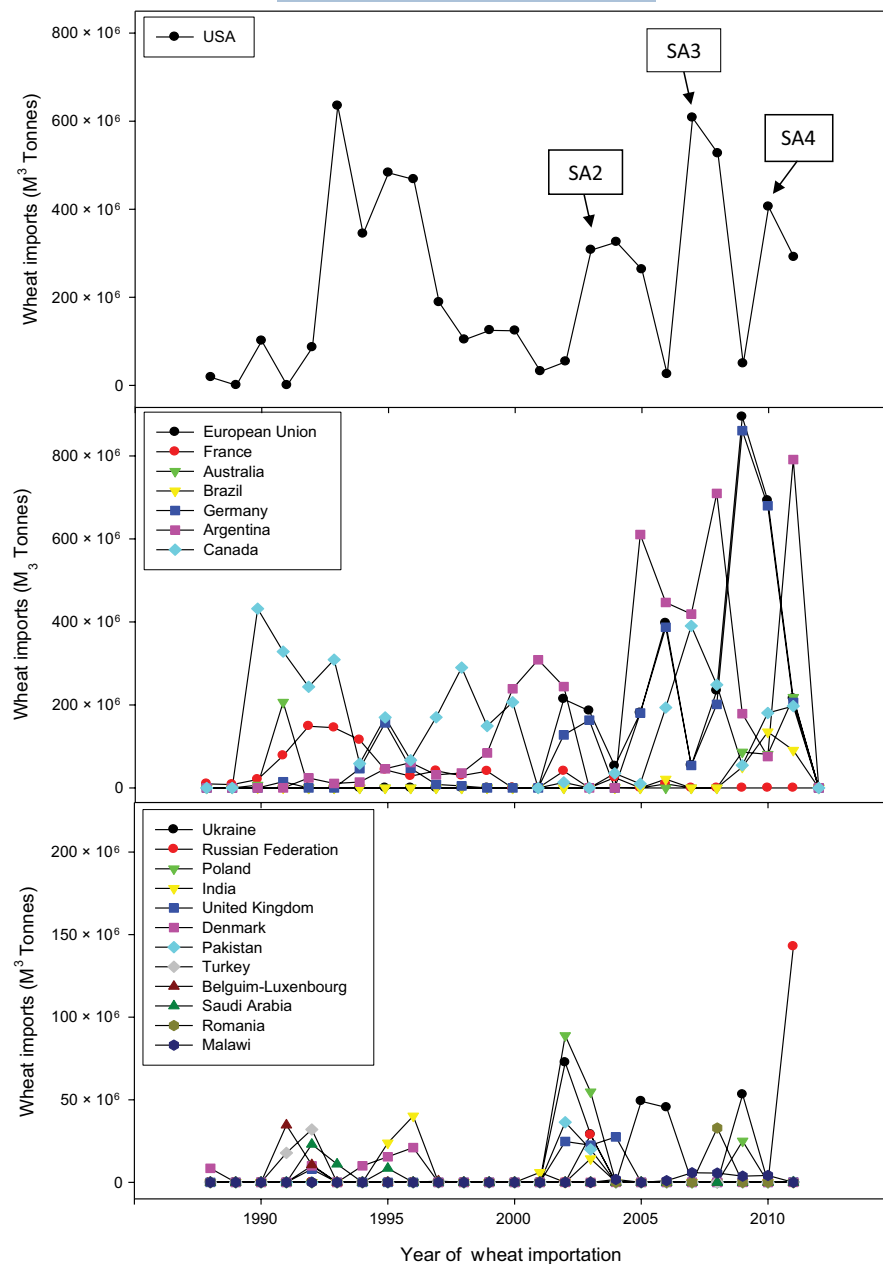 USA
SA3
SA4
SA2
800 × 10⁶
600 × 10⁶
400 × 10⁶
200 × 10⁶
0
Wheat imports (M³ Tonnes)
European Union
France
Australia
Brazil
Germany
Argentina
Canada
800 × 10⁶
600 × 10⁶
400 × 10⁶
200 × 10⁶
0
Wheat imports (M₃ Tonnes)
Ukraine
Russian Federation
Poland
India
United Kingdom
Denmark
Pakistan
Turkey
Belguim-Luxenbourg
Saudi Arabia
Romania
Malawi
200 × 10⁶
150 × 10⁶
100 × 10⁶
50 × 10⁶
0
Wheat imports (M³ Tonnes)
1990 1995 2000 2005 2010
Year of wheat importation